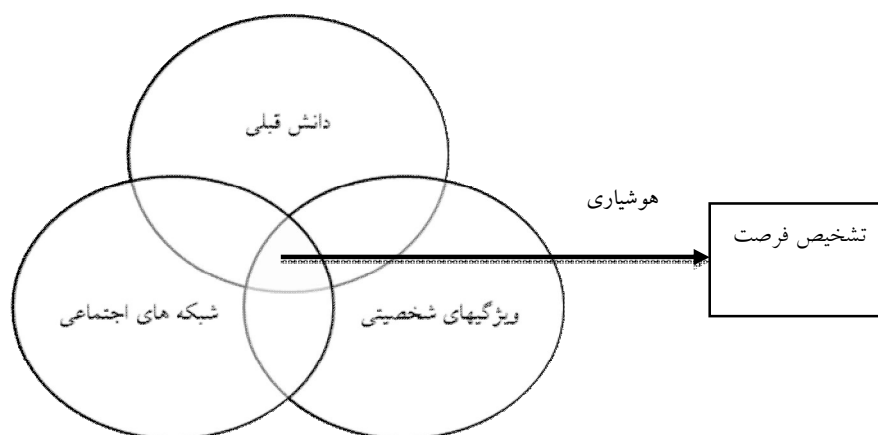 دانش قبلی
هوشیاری
تشخیص فرصت
شبکه های اجتماعی
ویژگیهای شخصیتی